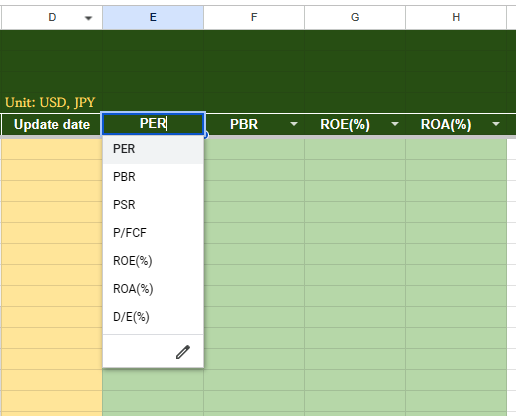 D E F G H
Unit: USD, JPY
Update date PER PBR ROE(%) ROA(%)
PER
PBR
PSR
P/FCF
ROE(%)
ROA(%)
D/E(%)